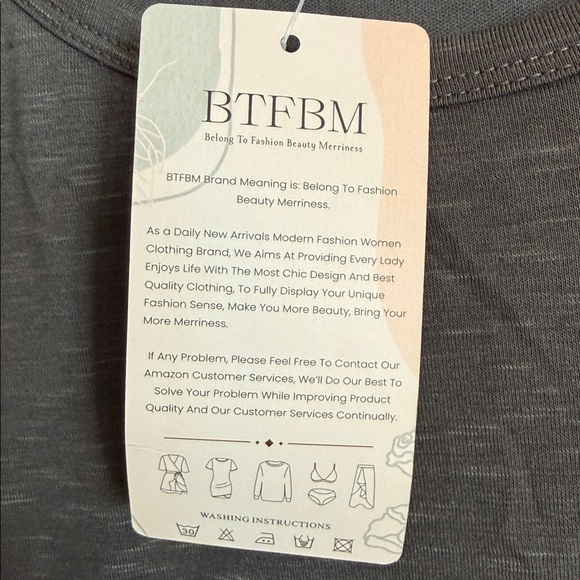 BTFBM
Belong To Fashion Beauty Merriness
BTFBM Brand Meaning is: Belong To Fashion
Beauty Merriness.
As a Daily New Arrivals Modern Fashion Women
Clothing Brand, We Aims At Providing Every Lady
Enjoys Life With The Most Chic Design And Best
Quality Clothing, To Fully Display Your Unique
Fashion Sense, Make You More Beauty, Bring Your
More Merriness.
If Any Problem, Please Feel Free To Contact Our
Amazon Customer Services, We'll Do Our Best To
Solve Your Problem While Improving Product
Quality And Our Customer Services Continually.
WASHING INSTRUCTIONS
30